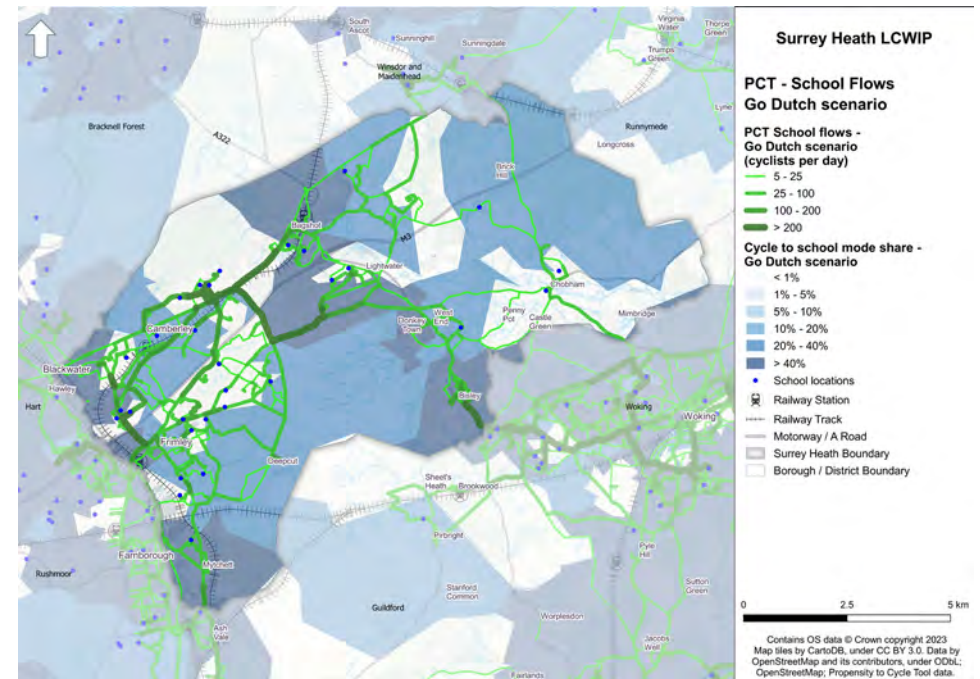 South
Ascot
Sunninghill
Sunningdale
Virginia
Water
Thorpe
Green
Trumps
Green
Winsdor and
Maidenhead
Lyne
Bracknell Forest
A322
Runnymede
Longcross
Brick
Hill
Bagshot
M3
Lightwater
Chobham
Camberley
West
End
Donkey
Town
Penny
Pot
Castle
Green
Mimbridge
Blackwater
Hawley
Hart
Bisley
Woking
Woking
Frimley
Deepcut
Sheet's
Heath
Brookwood
Pirbright
Farnborough
Mytchett
Rushmoor
Pyle
Hill
Stanford
Common
Sutton
Green
Guildford
Worplesdon
Ash
Vale
Jacobs
Well
Fairlands
Surrey Heath LCWIP
PCT - School Flows
Go Dutch scenario
PCT School flows -
Go Dutch scenario
(cyclists per day)
5 - 25
25 - 100
100 - 200
> 200
Cycle to school mode share -
Go Dutch scenario
< 1%
1% - 5%
5% - 10%
10% - 20%
20% - 40%
> 40%
School locations
Railway Station
Railway Track
Motorway / A Road
Surrey Heath Boundary
Borough / District Boundary
0 2.5 5 km
Contains OS data © Crown copyright 2023
Map tiles by CartoDB, under CC BY 3.0. Data by
OpenStreetMap and its contributors, under ODbL;
OpenStreetMap; Propensity to Cycle Tool data.